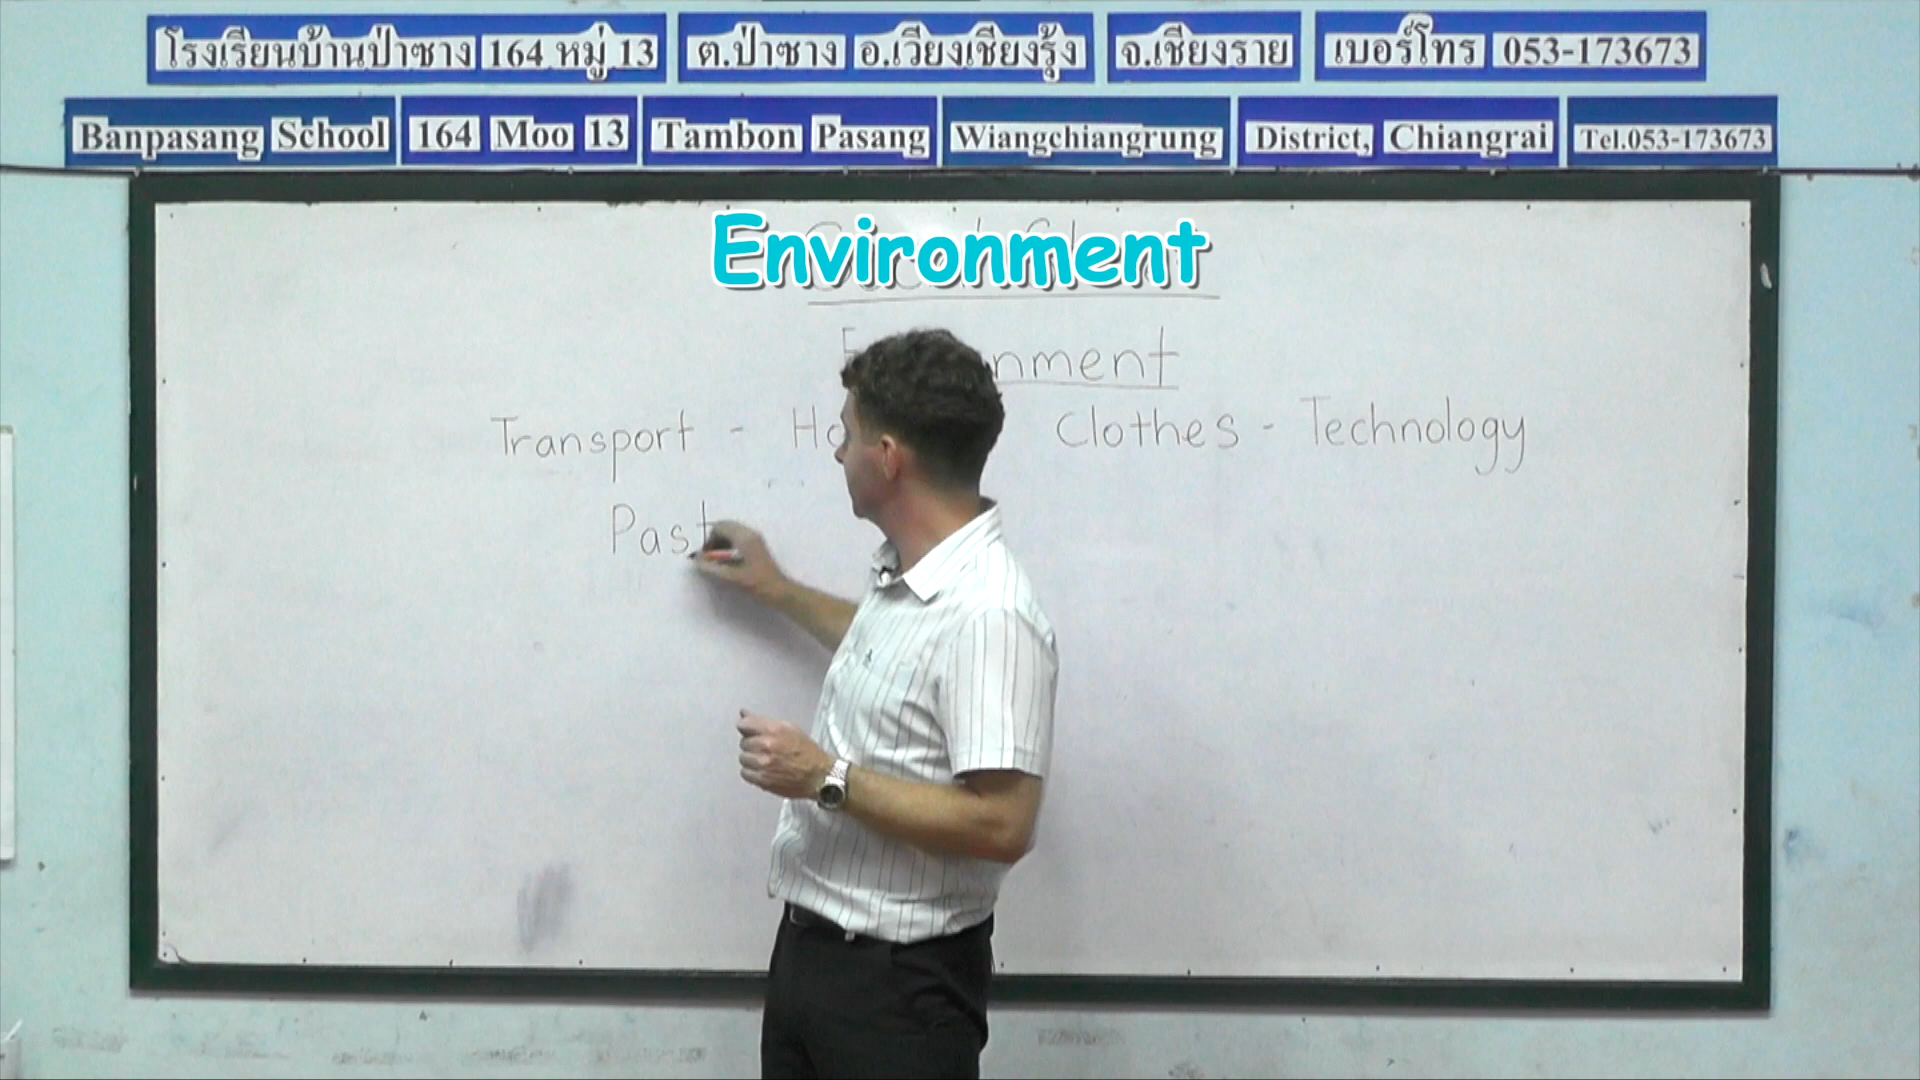 โรงเรียนบ้านป่าซาง 164 หมู่ 13 ต.ป่าซาง อ.เวียงเชียงรุ้ง จ.เชียงราย เบอร์โทร 053-173673
Banpasang School 164 Moo 13 Tambon Pasang Wiangchiangrung District, Chiangrai Tel.053-173673
Environment
nment
Transport - Ho Clothes - Technology
Past